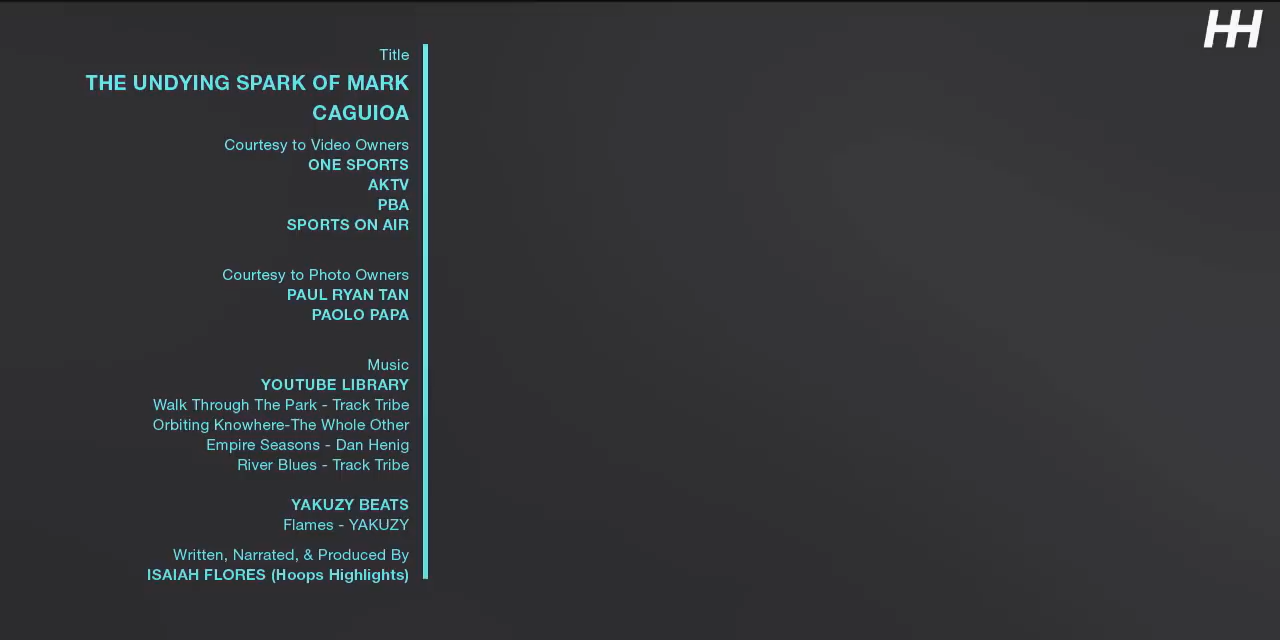 HH
Title
THE UNDYING SPARK OF MARK
CAGUIOA
Courtesy to Video Owners
ONE SPORTS
AKTV
PBA
SPORTS ON AIR
Courtesy to Photo Owners
PAUL RYAN TAN
PAOLO PAPA
Music
YOUTUBE LIBRARY
Walk Through The Park - Track Tribe
Orbiting Knowhere-The Whole Other
Empire Seasons - Dan Henig
River Blues - Track Tribe
YAKUZY BEATS
Flames - YAKUZY
Written, Narrated, & Produced By
ISAIAH FLORES (Hoops Highlights)